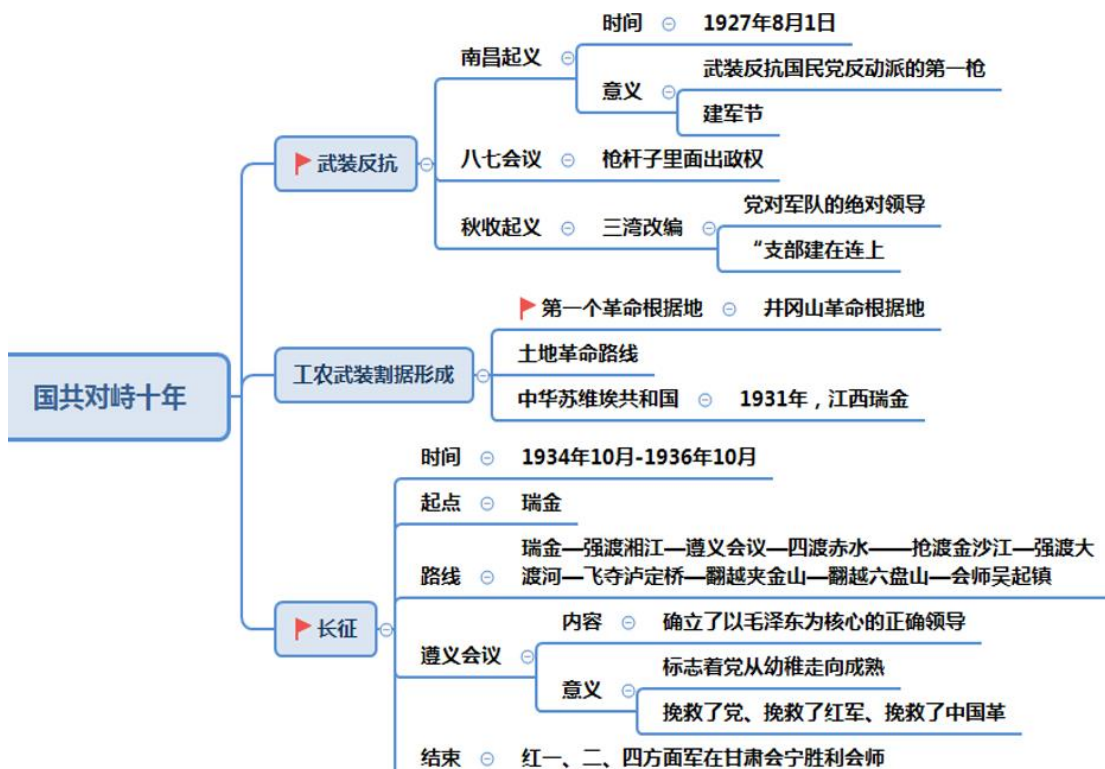 国共对峙十年
武装反抗
南昌起义
时间
1927年8月1日
意义
武装反抗国民党反动派的第一枪
建军节
八七会议
枪杆子里面出政权
秋收起义
三湾改编
党对军队的绝对领导
“支部建在连上
工农武装割据形成
第一个革命根据地
井冈山革命根据地
土地革命路线
中华苏维埃共和国
1931年，江西瑞金
长征
时间
1934年10月-1936年10月
起点
瑞金
路线
瑞金—强渡湘江—遵义会议—四渡赤水——抢渡金沙江—强渡大
渡河—飞夺泸定桥—翻越夹金山—翻越六盘山—会师吴起镇
遵义会议
内容
确立了以毛泽东为核心的正确领导
意义
标志着党从幼稚走向成熟
挽救了党、挽救了红军、挽救了中国革
结束
红一、二、四方面军在甘肃会宁胜利会师